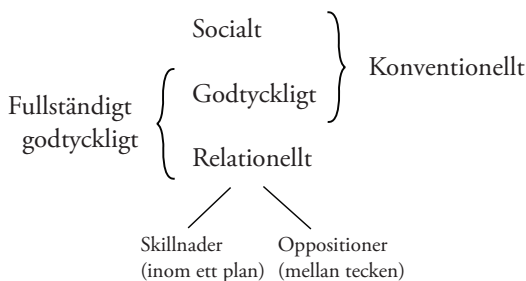 Socialt
Konventionellt
Godtyckligt
Fullständigt
godtyckligt
Relationellt
Skillnader
(inom ett plan)
Oppositioner
(mellan tecken)